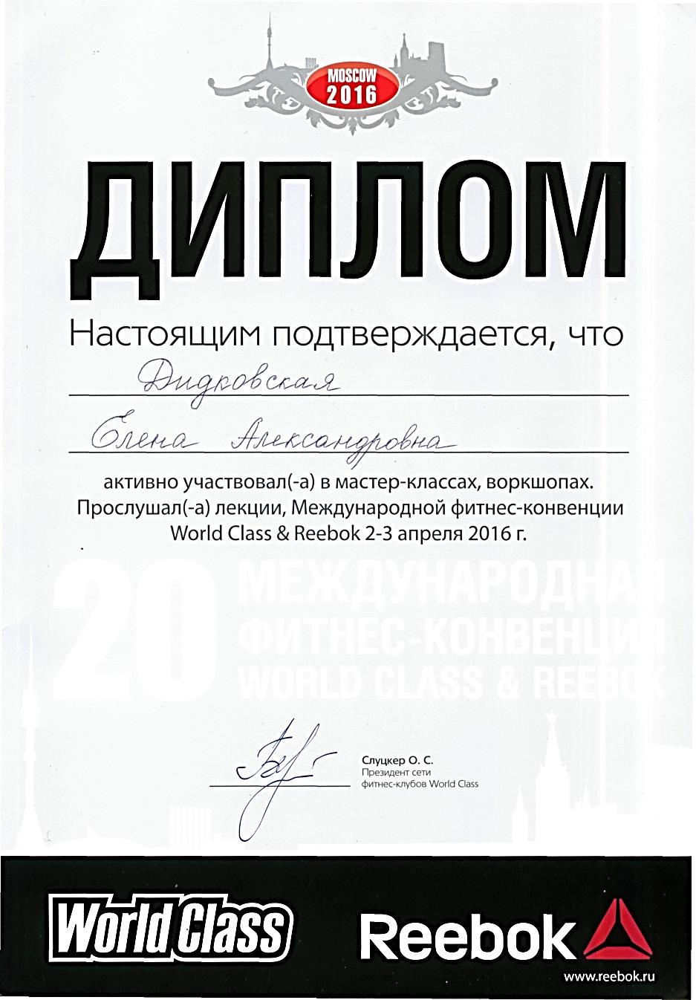 MOSCOW
2016
ДИПЛОМ
Настоящим подтверждается, что
Дидковская
Елена Александровна
активно участвовал(-а) в мастер-классах, воркшопах.
Прослушал(-а) лекции, Международной фитнес-конвенции
World Class & Reebok 2-3 апреля 2016 г.
20 МЕЖДУНАРОДНАЯ
ФИТНЕС-КОНВЕНЦИЯ
WORLD CLASS & REEBOK
Слуцкер О. С.
Президент сети
фитнес-клубов World Class
World Class
Reebok
www.reebok.ru